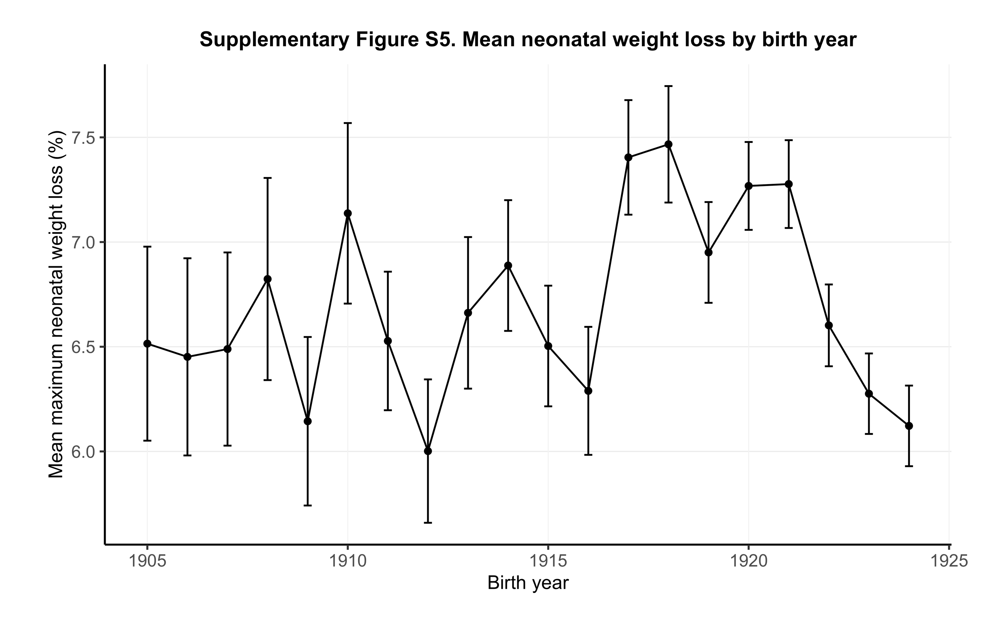 Supplementary Figure S5. Mean neonatal weight loss by birth year
Mean maximum neonatal weight loss (%)
7.5
7.0
6.5
6.0
1905 1910 1915 1920 1925
Birth year